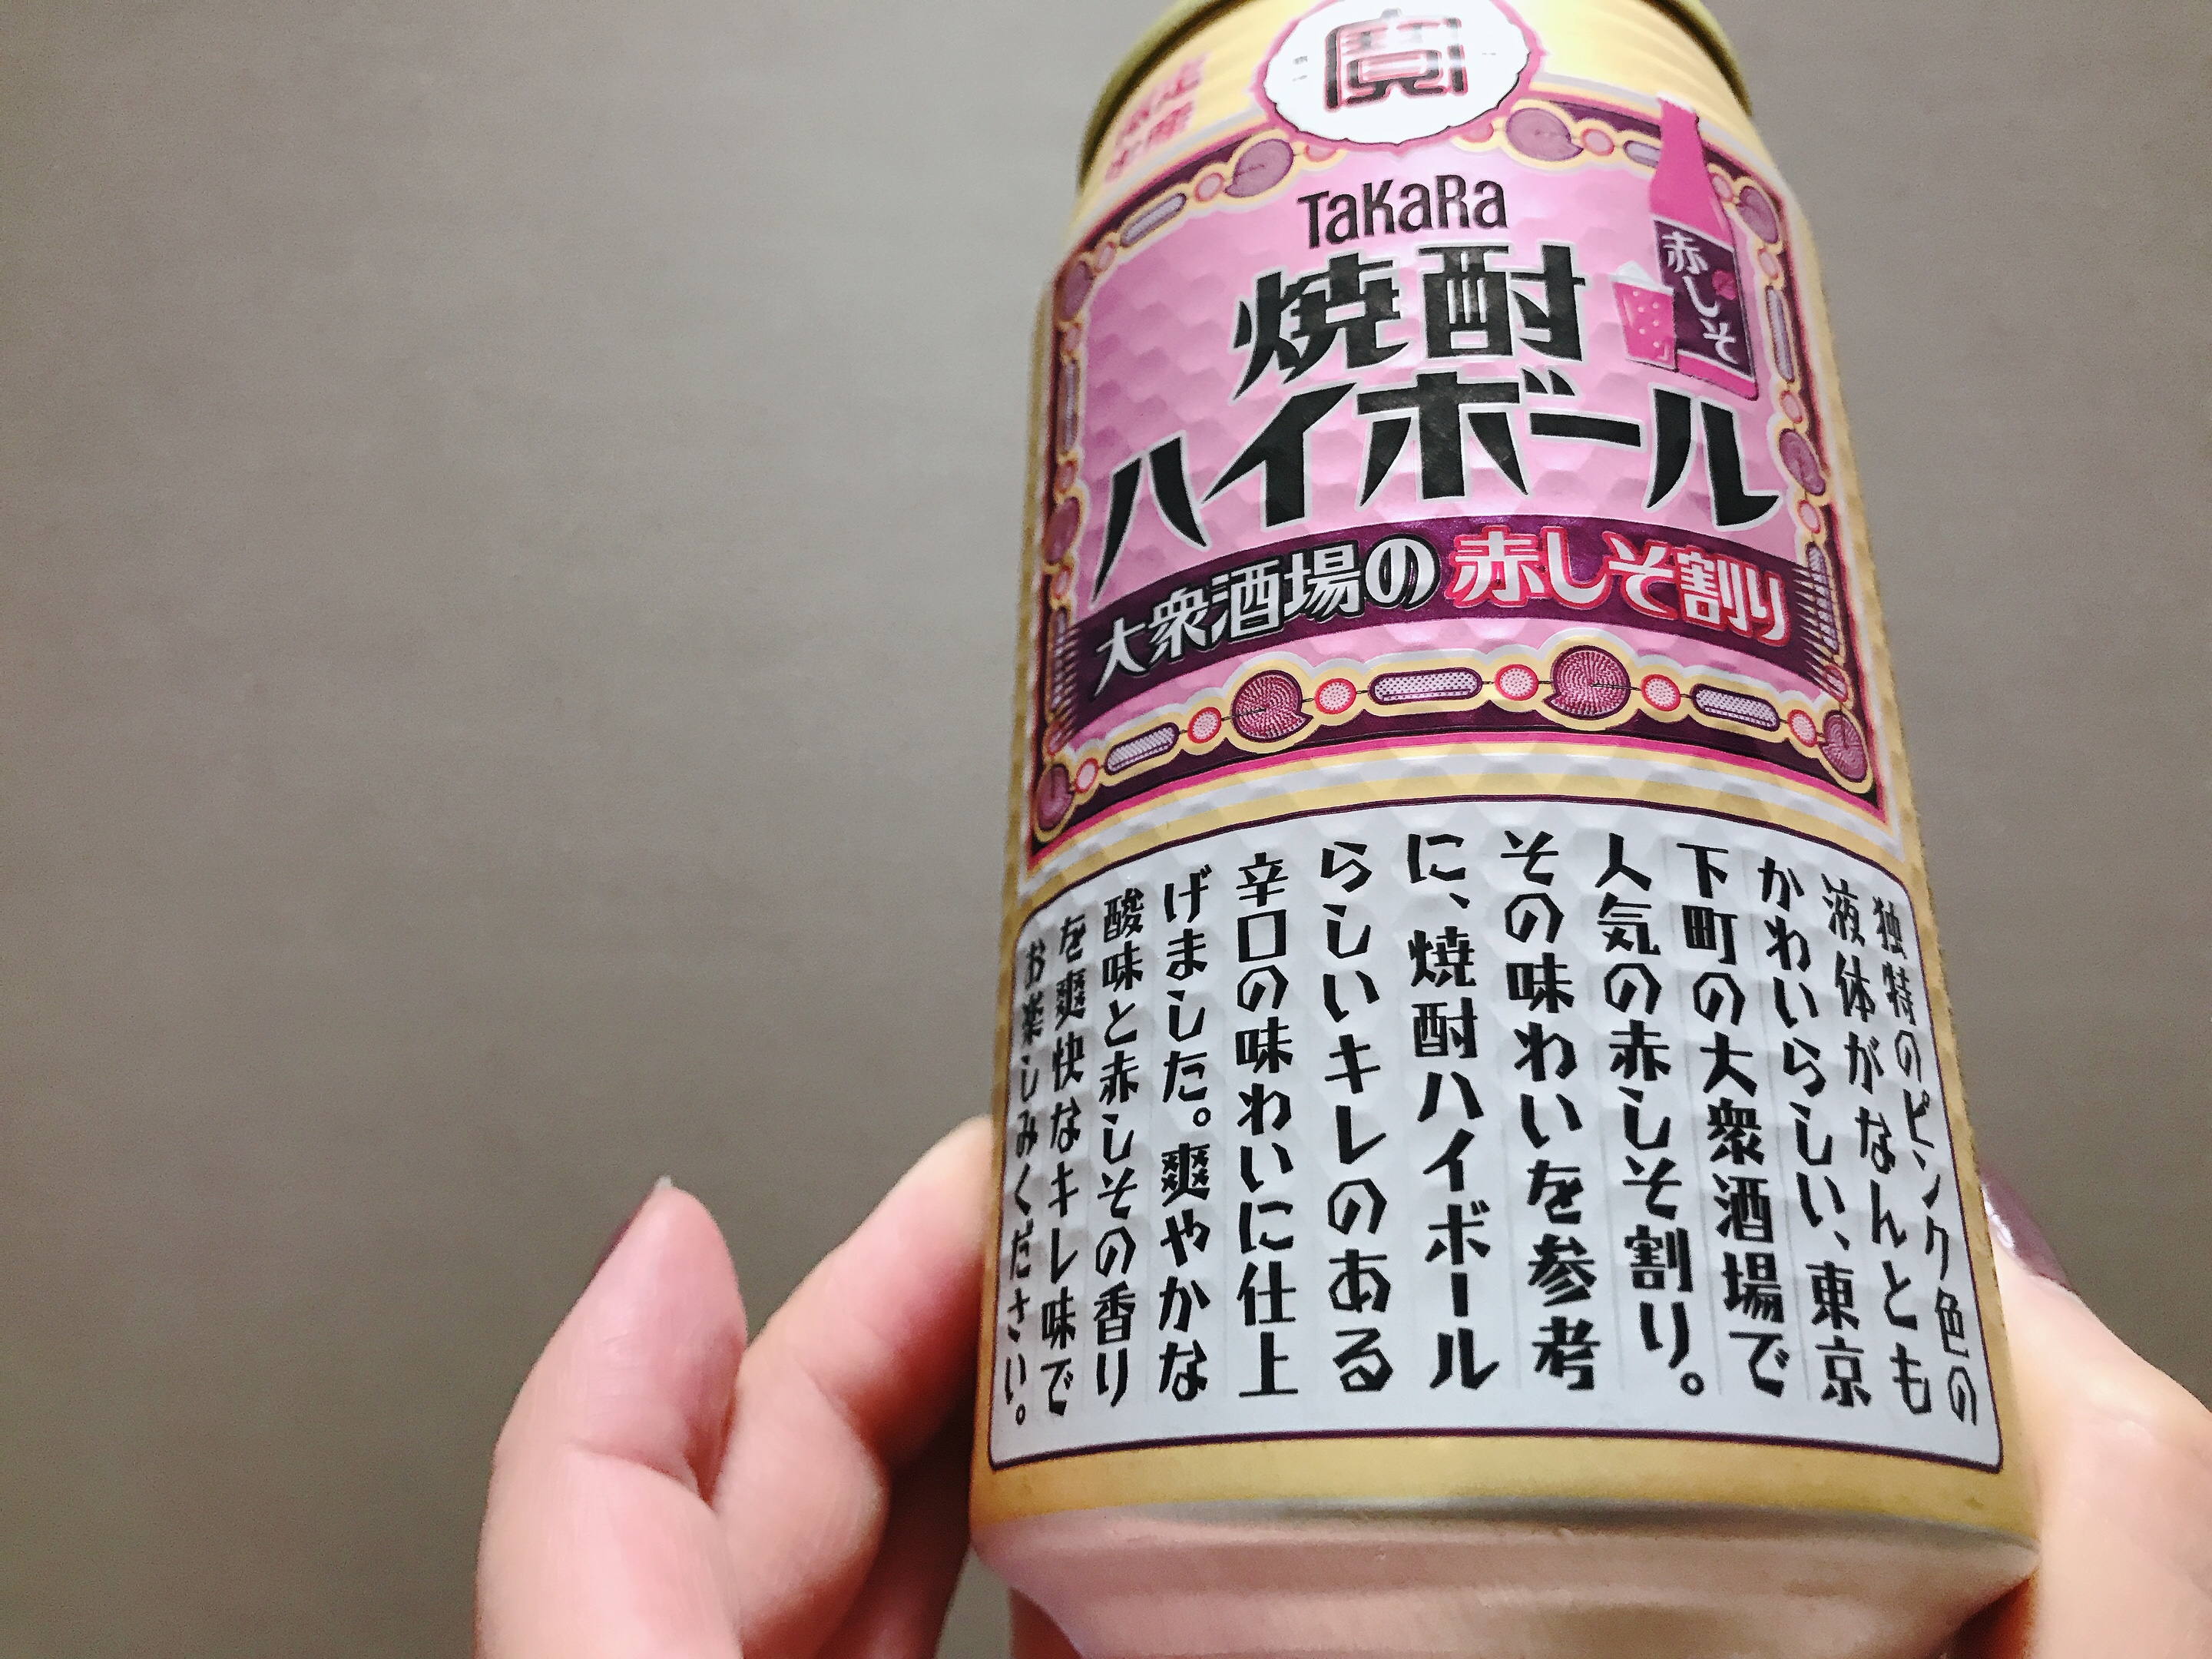 寳
限定
生産
TaKaRa
焼酎
ハイボール
赤しそ
大衆酒場の赤しそ割り
独特のピンク色の
液体がなんとも
かわいらしい、東京
下町の大衆酒場で
人気の赤しそ割り。
その味わいを参考
に、焼酎ハイボール
らしいキレのある
辛口の味わいに仕上
げました。爽やかな
酸味と赤しその香り
を爽快なキレ味で
お楽しみください。